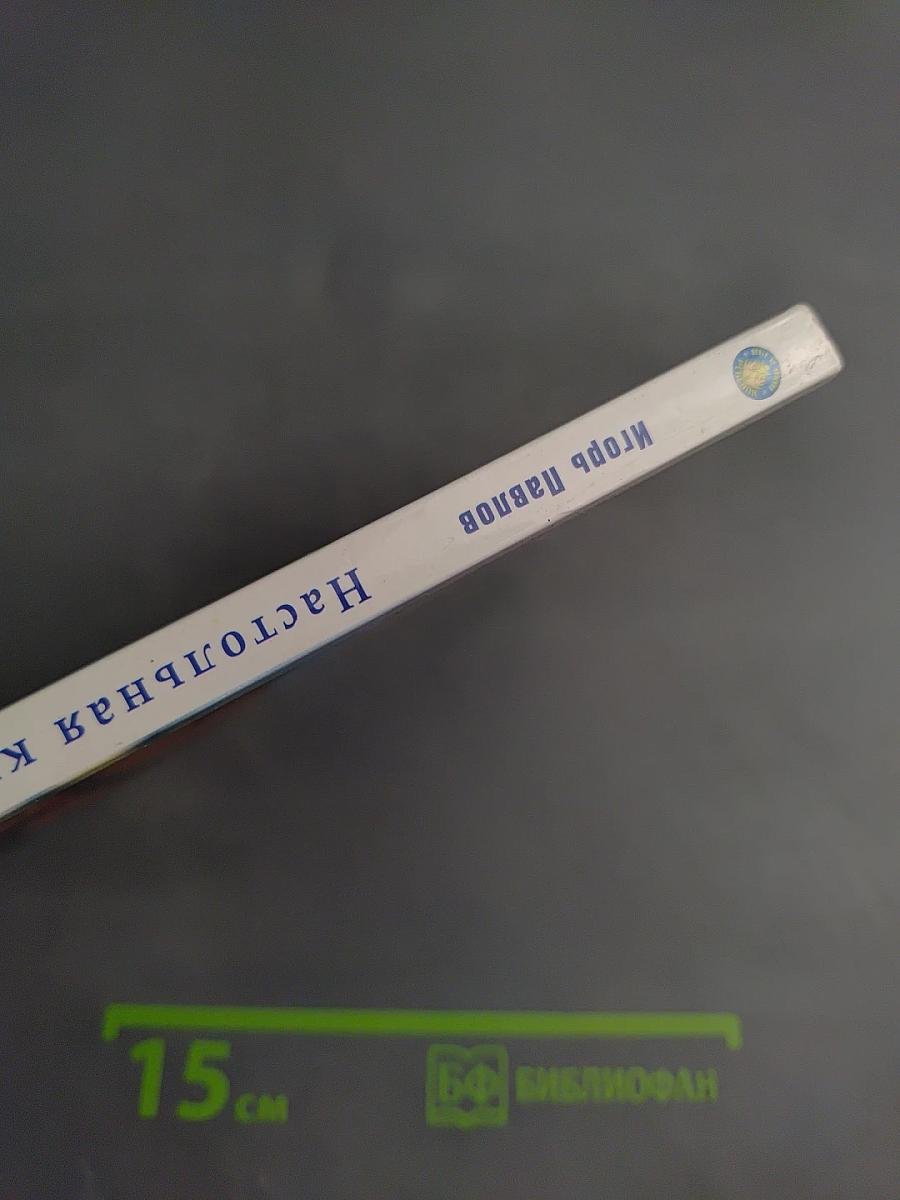 Игорь Павлов
Настольная к
15 см
БФ БИБЛИОФАН